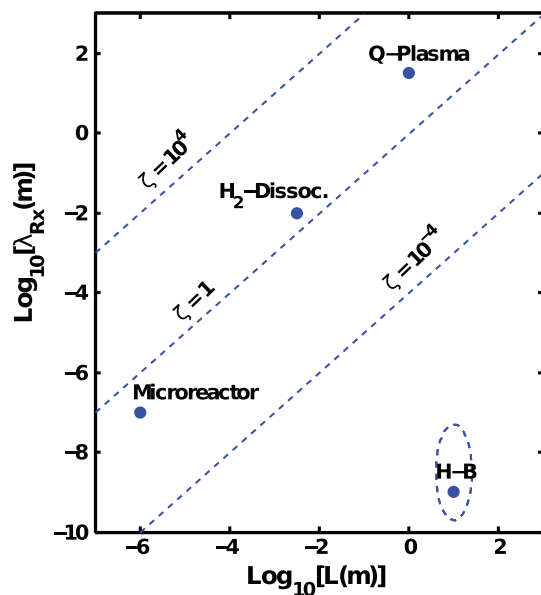 2
0
−2
−4
−6
−8
−10
−6
−4
−2
0
2
Log₁₀[λ_Rx(m)]
Log₁₀[L(m)]
Q−Plasma
ζ = 10⁴
H₂−Dissoc.
ζ = 10⁻⁴
ζ = 1
Microreactor
H−B